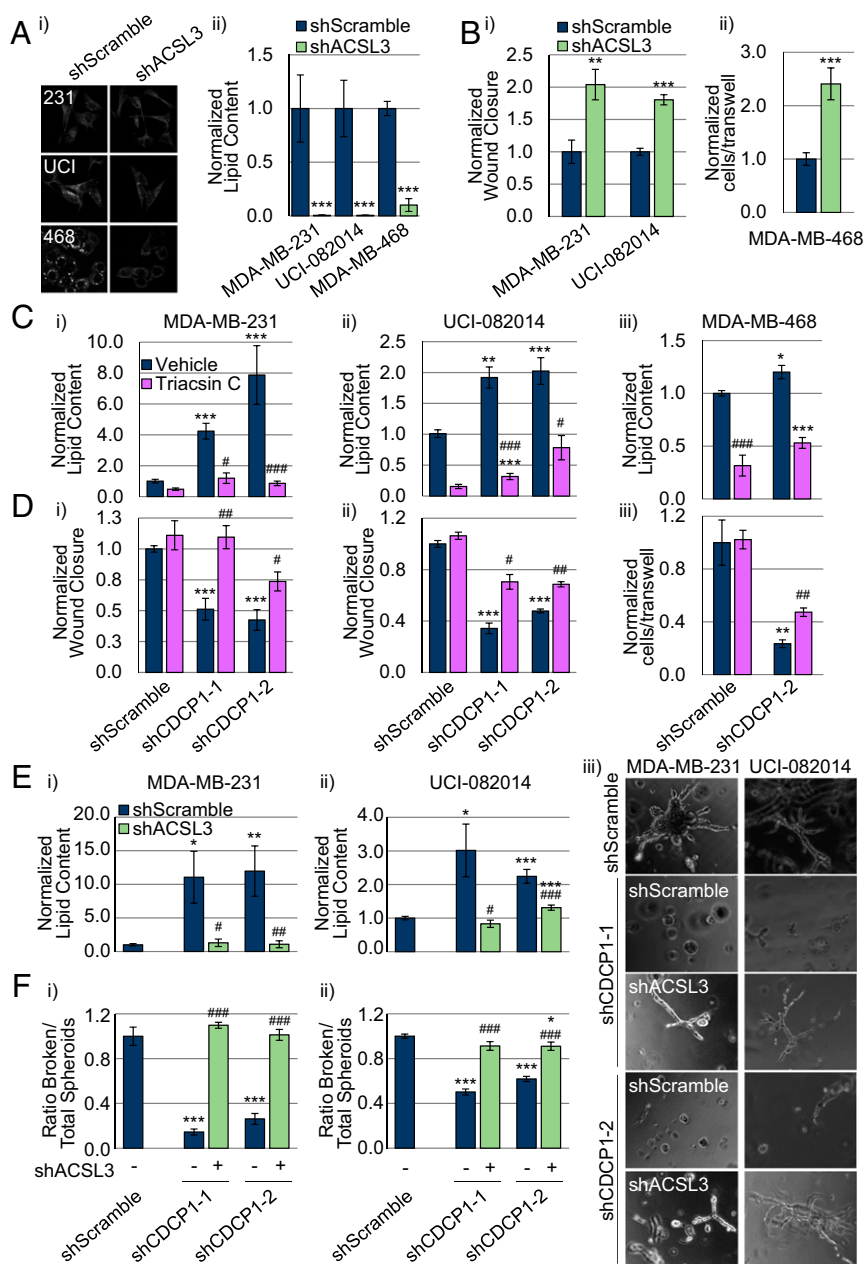 A
i)
shScramble
shACSL3
231
UCI
468
ii)
shScramble
shACSL3
Normalized
Lipid Content
1.5
1.0
0.5
0.0
***
***
***
MDA-MB-231
UCI-082014
MDA-MB-468
B
i)
shScramble
shACSL3
Normalized
Wound Closure
2.5
2.0
1.5
1.0
0.5
0.0
**
***
MDA-MB-231
UCI-082014
ii)
Normalized
cells/transwell
3.0
2.0
1.0
0.0
***
MDA-MB-468
C
i)
MDA-MB-231
Vehicle
Triacsin C
Normalized
Lipid Content
10.0
8.0
6.0
4.0
2.0
0.0
***
#
***
###
ii)
UCI-082014
Normalized
Lipid Content
2.5
2.0
1.5
1.0
0.5
0.0
**
###
***
***
#
iii)
MDA-MB-468
Normalized
Lipid Content
1.5
1.0
0.5
0.0
###
*
***
D
i)
Normalized
Wound Closure
1.3
1.0
0.8
0.5
0.3
0.0
***
##
***
#
shScramble
shCDCP1-1
shCDCP1-2
ii)
Normalized
Wound Closure
1.2
0.8
0.4
0.0
***
#
***
##
shScramble
shCDCP1-1
shCDCP1-2
iii)
Normalized
cells/transwell
1.2
0.8
0.4
0.0
**
##
shScramble
shCDCP1-2
E
i)
MDA-MB-231
shScramble
shACSL3
Normalized
Lipid Content
20.0
15.0
10.0
5.0
0.0
*
#
**
##
ii)
UCI-082014
Normalized
Lipid Content
4.0
3.0
2.0
1.0
0.0
*
#
***
***
###
F
i)
Ratio Broken/
Total Spheroids
1.2
0.8
0.4
0.0
***
###
***
###
shACSL3
- - + - +
shScramble
shCDCP1-1
shCDCP1-2
ii)
1.2
0.8
0.4
0.0
Ratio Broken/
Total Spheroids
***
###
***
*
###
- - + - +
shScramble
shCDCP1-1
shCDCP1-2
iii)
MDA-MB-231
UCI-082014
shScramble
shCDCP1-1
shScramble
shACSL3
shCDCP1-2
shScramble
shACSL3